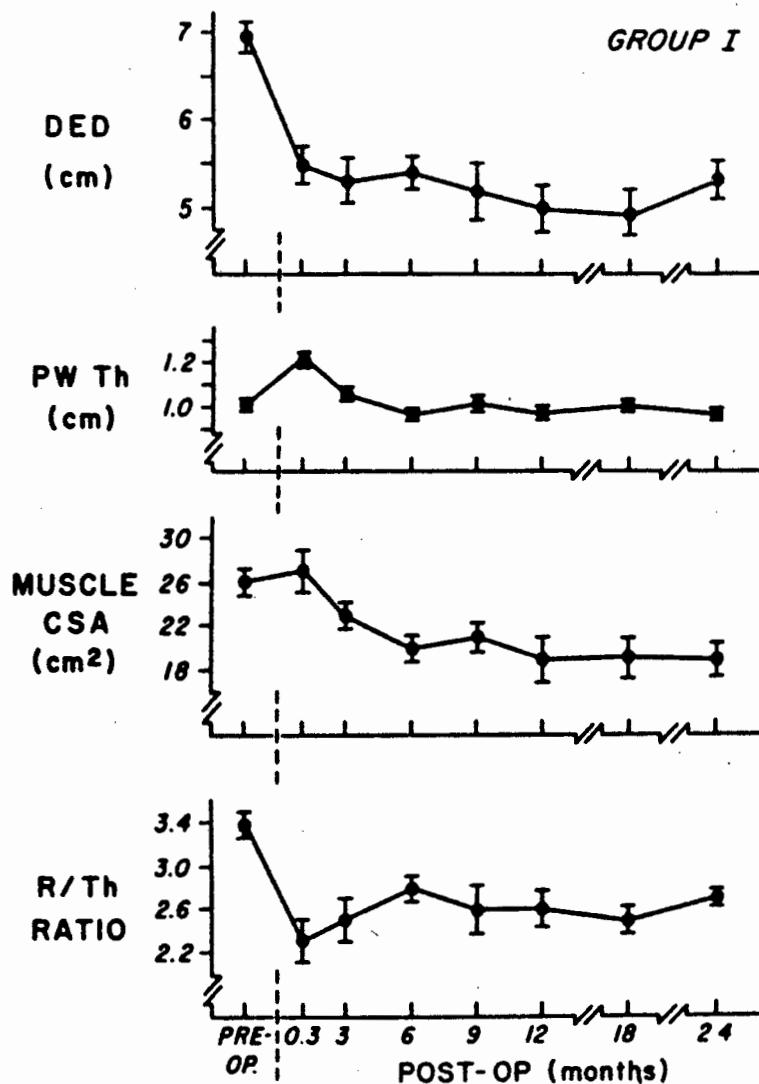 GROUP I
7
6
5
DED
(cm)
1.2
1.0
PW Th
(cm)
30
26
22
18
MUSCLE
CSA
(cm²)
3.4
3.0
2.6
2.2
R/Th
RATIO
PRE-OP. 0.3 3 6 9 12 18 24
POST-OP (months)